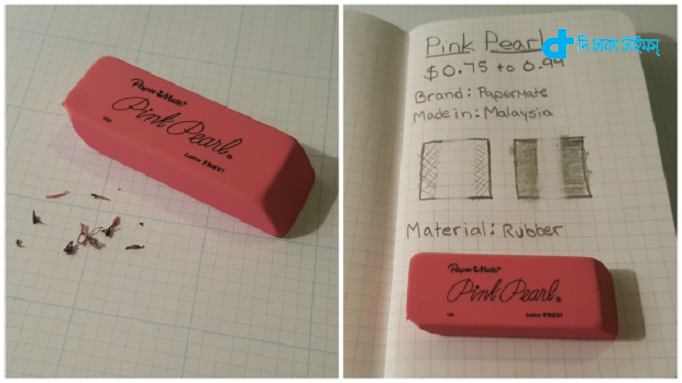 Paper Mate®
Pink Pearl®
Latex FREE!
Pink Pearl
দি ঢাকা টাইমস্
$0.75 to 0.99
Brand: PaperMate
Made in: Malaysia
Material: Rubber
Paper Mate®
Pink Pearl®
Latex FREE!